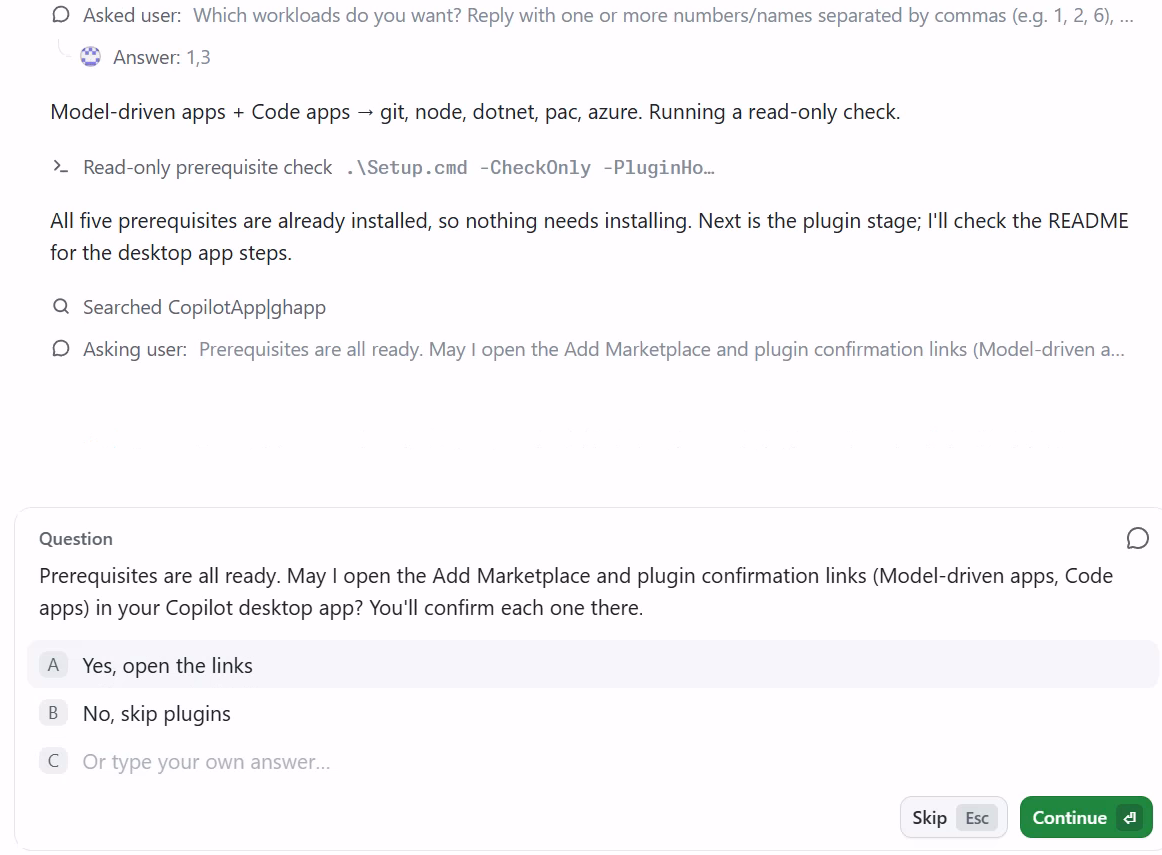 Asked user: Which workloads do you want? Reply with one or more numbers/names separated by commas (e.g. 1, 2, 6), ...
Answer: 1,3
Model-driven apps + Code apps → git, node, dotnet, pac, azure. Running a read-only check.
Read-only prerequisite check .\Setup.cmd -CheckOnly -PluginHo…
All five prerequisites are already installed, so nothing needs installing. Next is the plugin stage; I'll check the README
for the desktop app steps.
Searched CopilotApp|ghapp
Asking user: Prerequisites are all ready. May I open the Add Marketplace and plugin confirmation links (Model-driven a...
Question
Prerequisites are all ready. May I open the Add Marketplace and plugin confirmation links (Model-driven apps, Code
apps) in your Copilot desktop app? You'll confirm each one there.
A Yes, open the links
B No, skip plugins
C Or type your own answer...
Skip Esc Continue